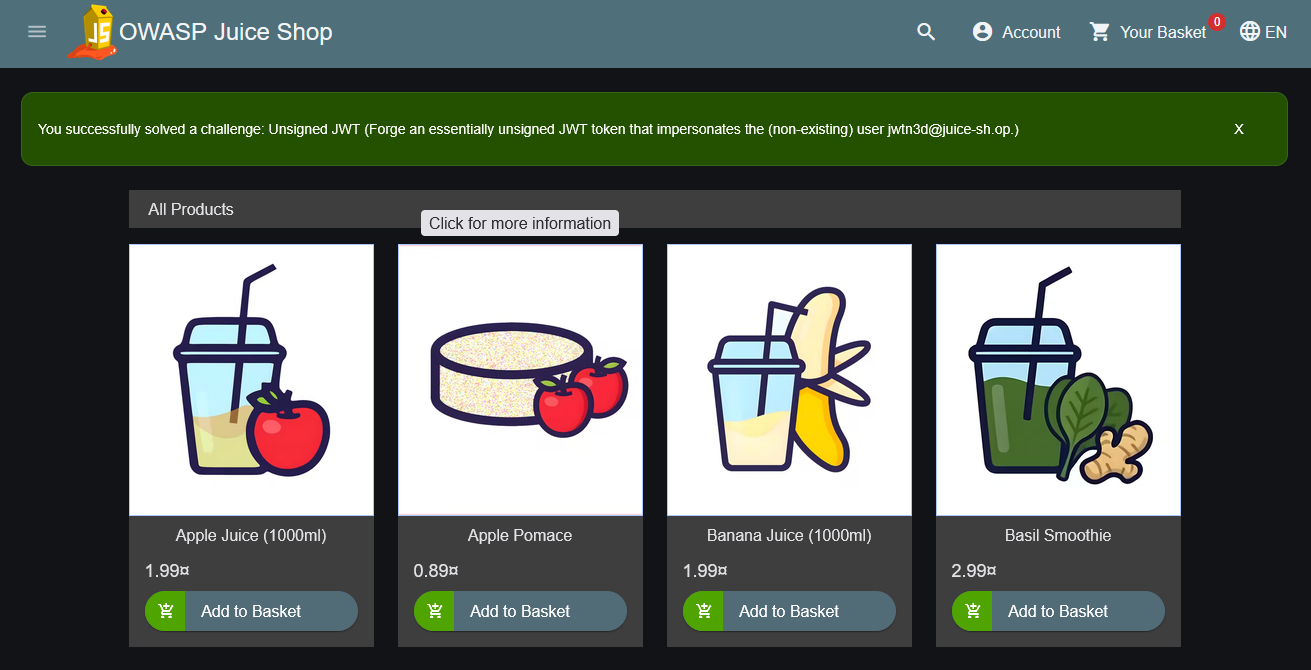 JS OWASP Juice Shop Account Your Basket 0 EN
You successfully solved a challenge: Unsigned JWT (Forge an essentially unsigned JWT token that impersonates the (non-existing) user jwtn3d@juice-sh.op.) X
All Products
Click for more information
Apple Juice (1000ml) Apple Pomace Banana Juice (1000ml) Basil Smoothie
1.99¤ 0.89¤ 1.99¤ 2.99¤
Add to Basket Add to Basket Add to Basket Add to Basket